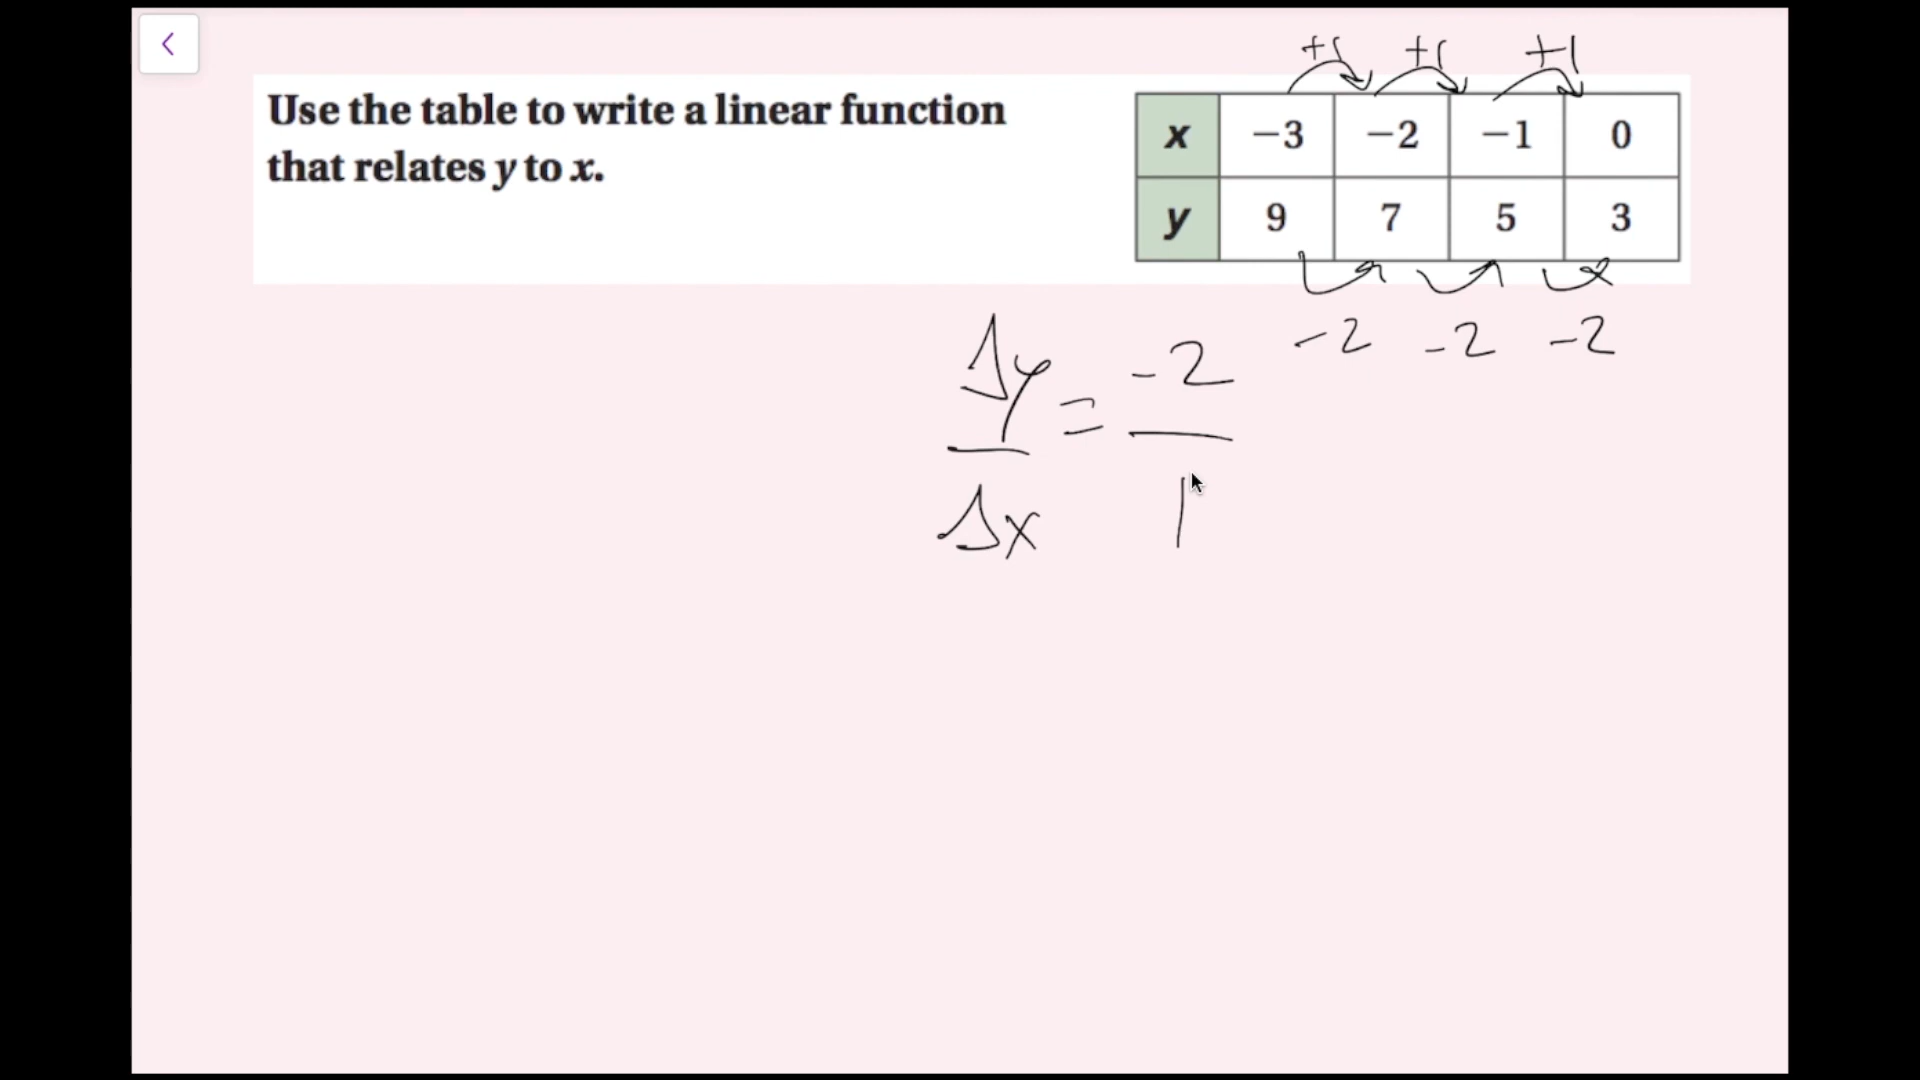 +1 +1 +1
Use the table to write a linear function
that relates y to x.
x −3 −2 −1 0
y 9 7 5 3
-2 -2 -2
Δy = -2
Δx 1